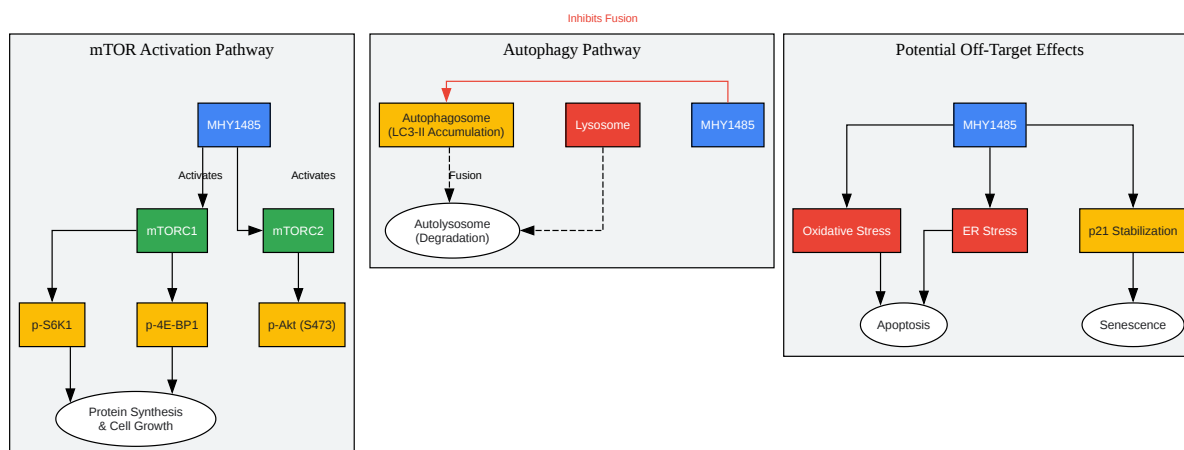 Inhibits Fusion
mTOR Activation Pathway
MHY1485
Activates
Activates
mTORC1
mTORC2
p-S6K1
p-4E-BP1
p-Akt (S473)
Protein Synthesis
& Cell Growth
Autophagy Pathway
Autophagosome
(LC3-II Accumulation)
Lysosome
MHY1485
Fusion
Autolysosome
(Degradation)
Potential Off-Target Effects
MHY1485
Oxidative Stress
ER Stress
p21 Stabilization
Apoptosis
Senescence